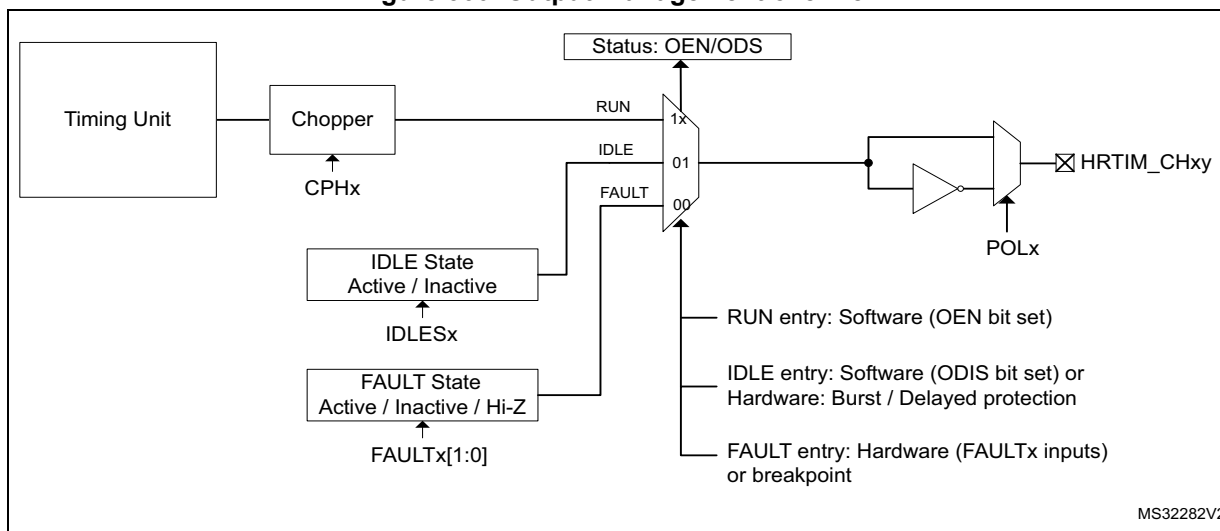 Status: OEN/ODS
Timing Unit
Chopper
RUN
1x
HRTIM_CHxy
IDLE
01
CPHx
FAULT
00
POLx
IDLE State
Active / Inactive
IDLESx
RUN entry: Software (OEN bit set)
IDLE entry: Software (ODIS bit set) or
Hardware: Burst / Delayed protection
FAULT State
Active / Inactive / Hi-Z
FAULTx[1:0]
FAULT entry: Hardware (FAULTx inputs)
or breakpoint
MS32282V2